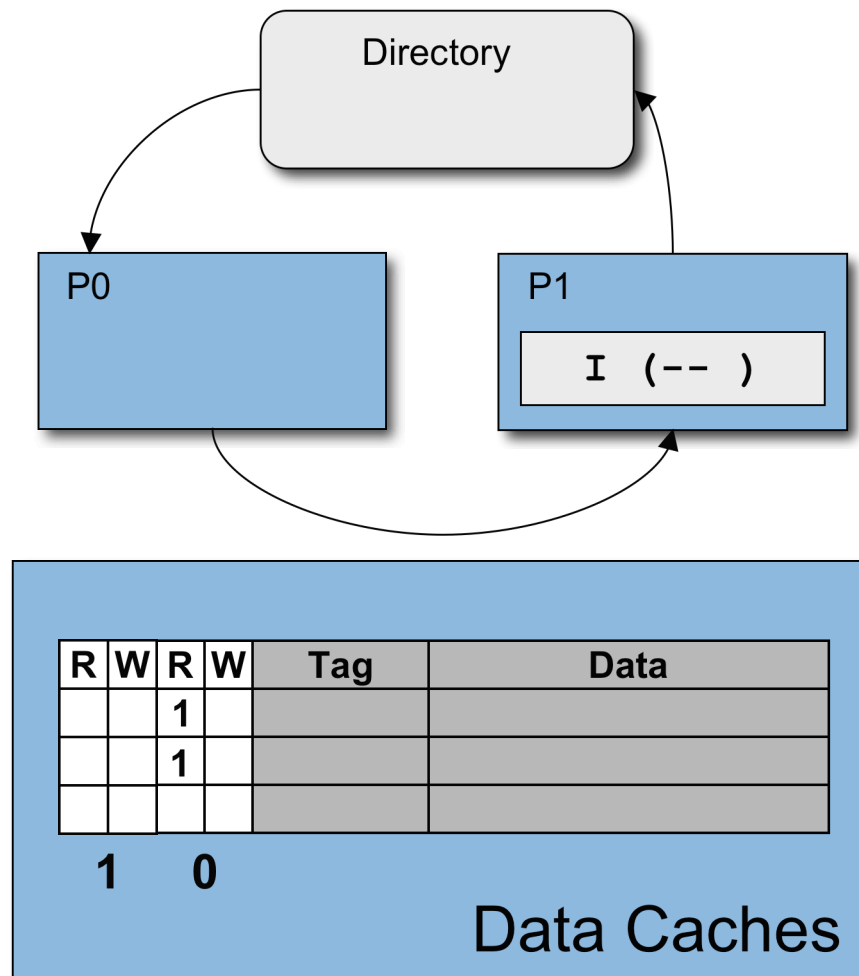 Directory
P0
P1
I (-- )
R W R W Tag Data
1
1
1 0
Data Caches